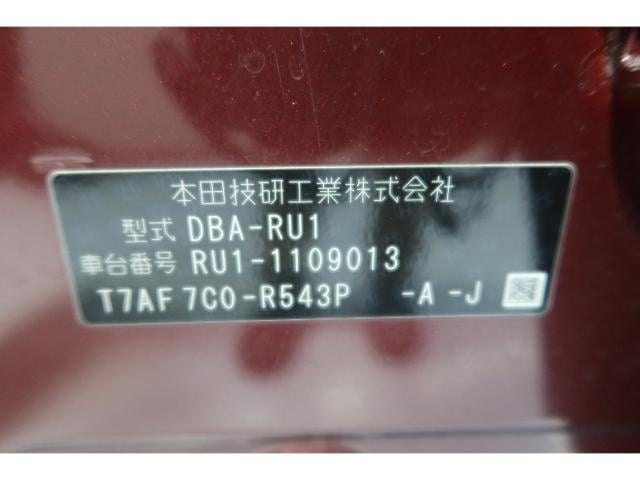 本田技研工業株式会社
型式 DBA-RU1
車台番号 RU1-1109013
T7AF 7C0-R543P -A -J